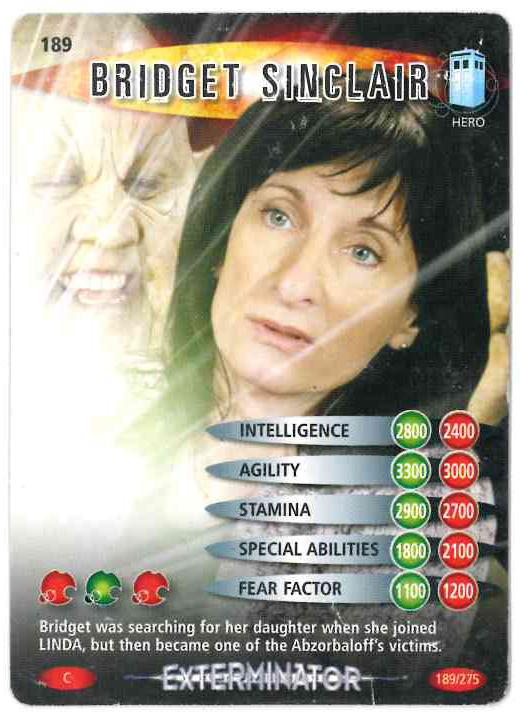 189
BRIDGET SINCLAIR
HERO
INTELLIGENCE 2800 2400
AGILITY 3300 3000
STAMINA 2900 2700
SPECIAL ABILITIES 1800 2100
FEAR FACTOR 1100 1200
Bridget was searching for her daughter when she joined
LINDA, but then became one of the Abzorbaloff's victims.
C EXTERMINATOR 189/275